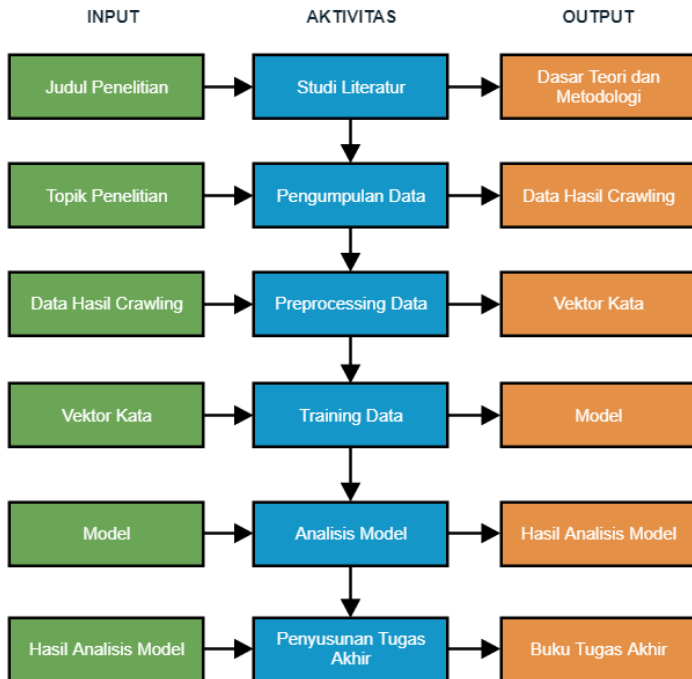 INPUT AKTIVITAS OUTPUT
Judul Penelitian
Studi Literatur
Dasar Teori dan
Metodologi
Topik Penelitian
Pengumpulan Data
Data Hasil Crawling
Data Hasil Crawling
Preprocessing Data
Vektor Kata
Vektor Kata
Training Data
Model
Model
Analisis Model
Hasil Analisis Model
Hasil Analisis Model
Penyusunan Tugas
Akhir
Buku Tugas Akhir